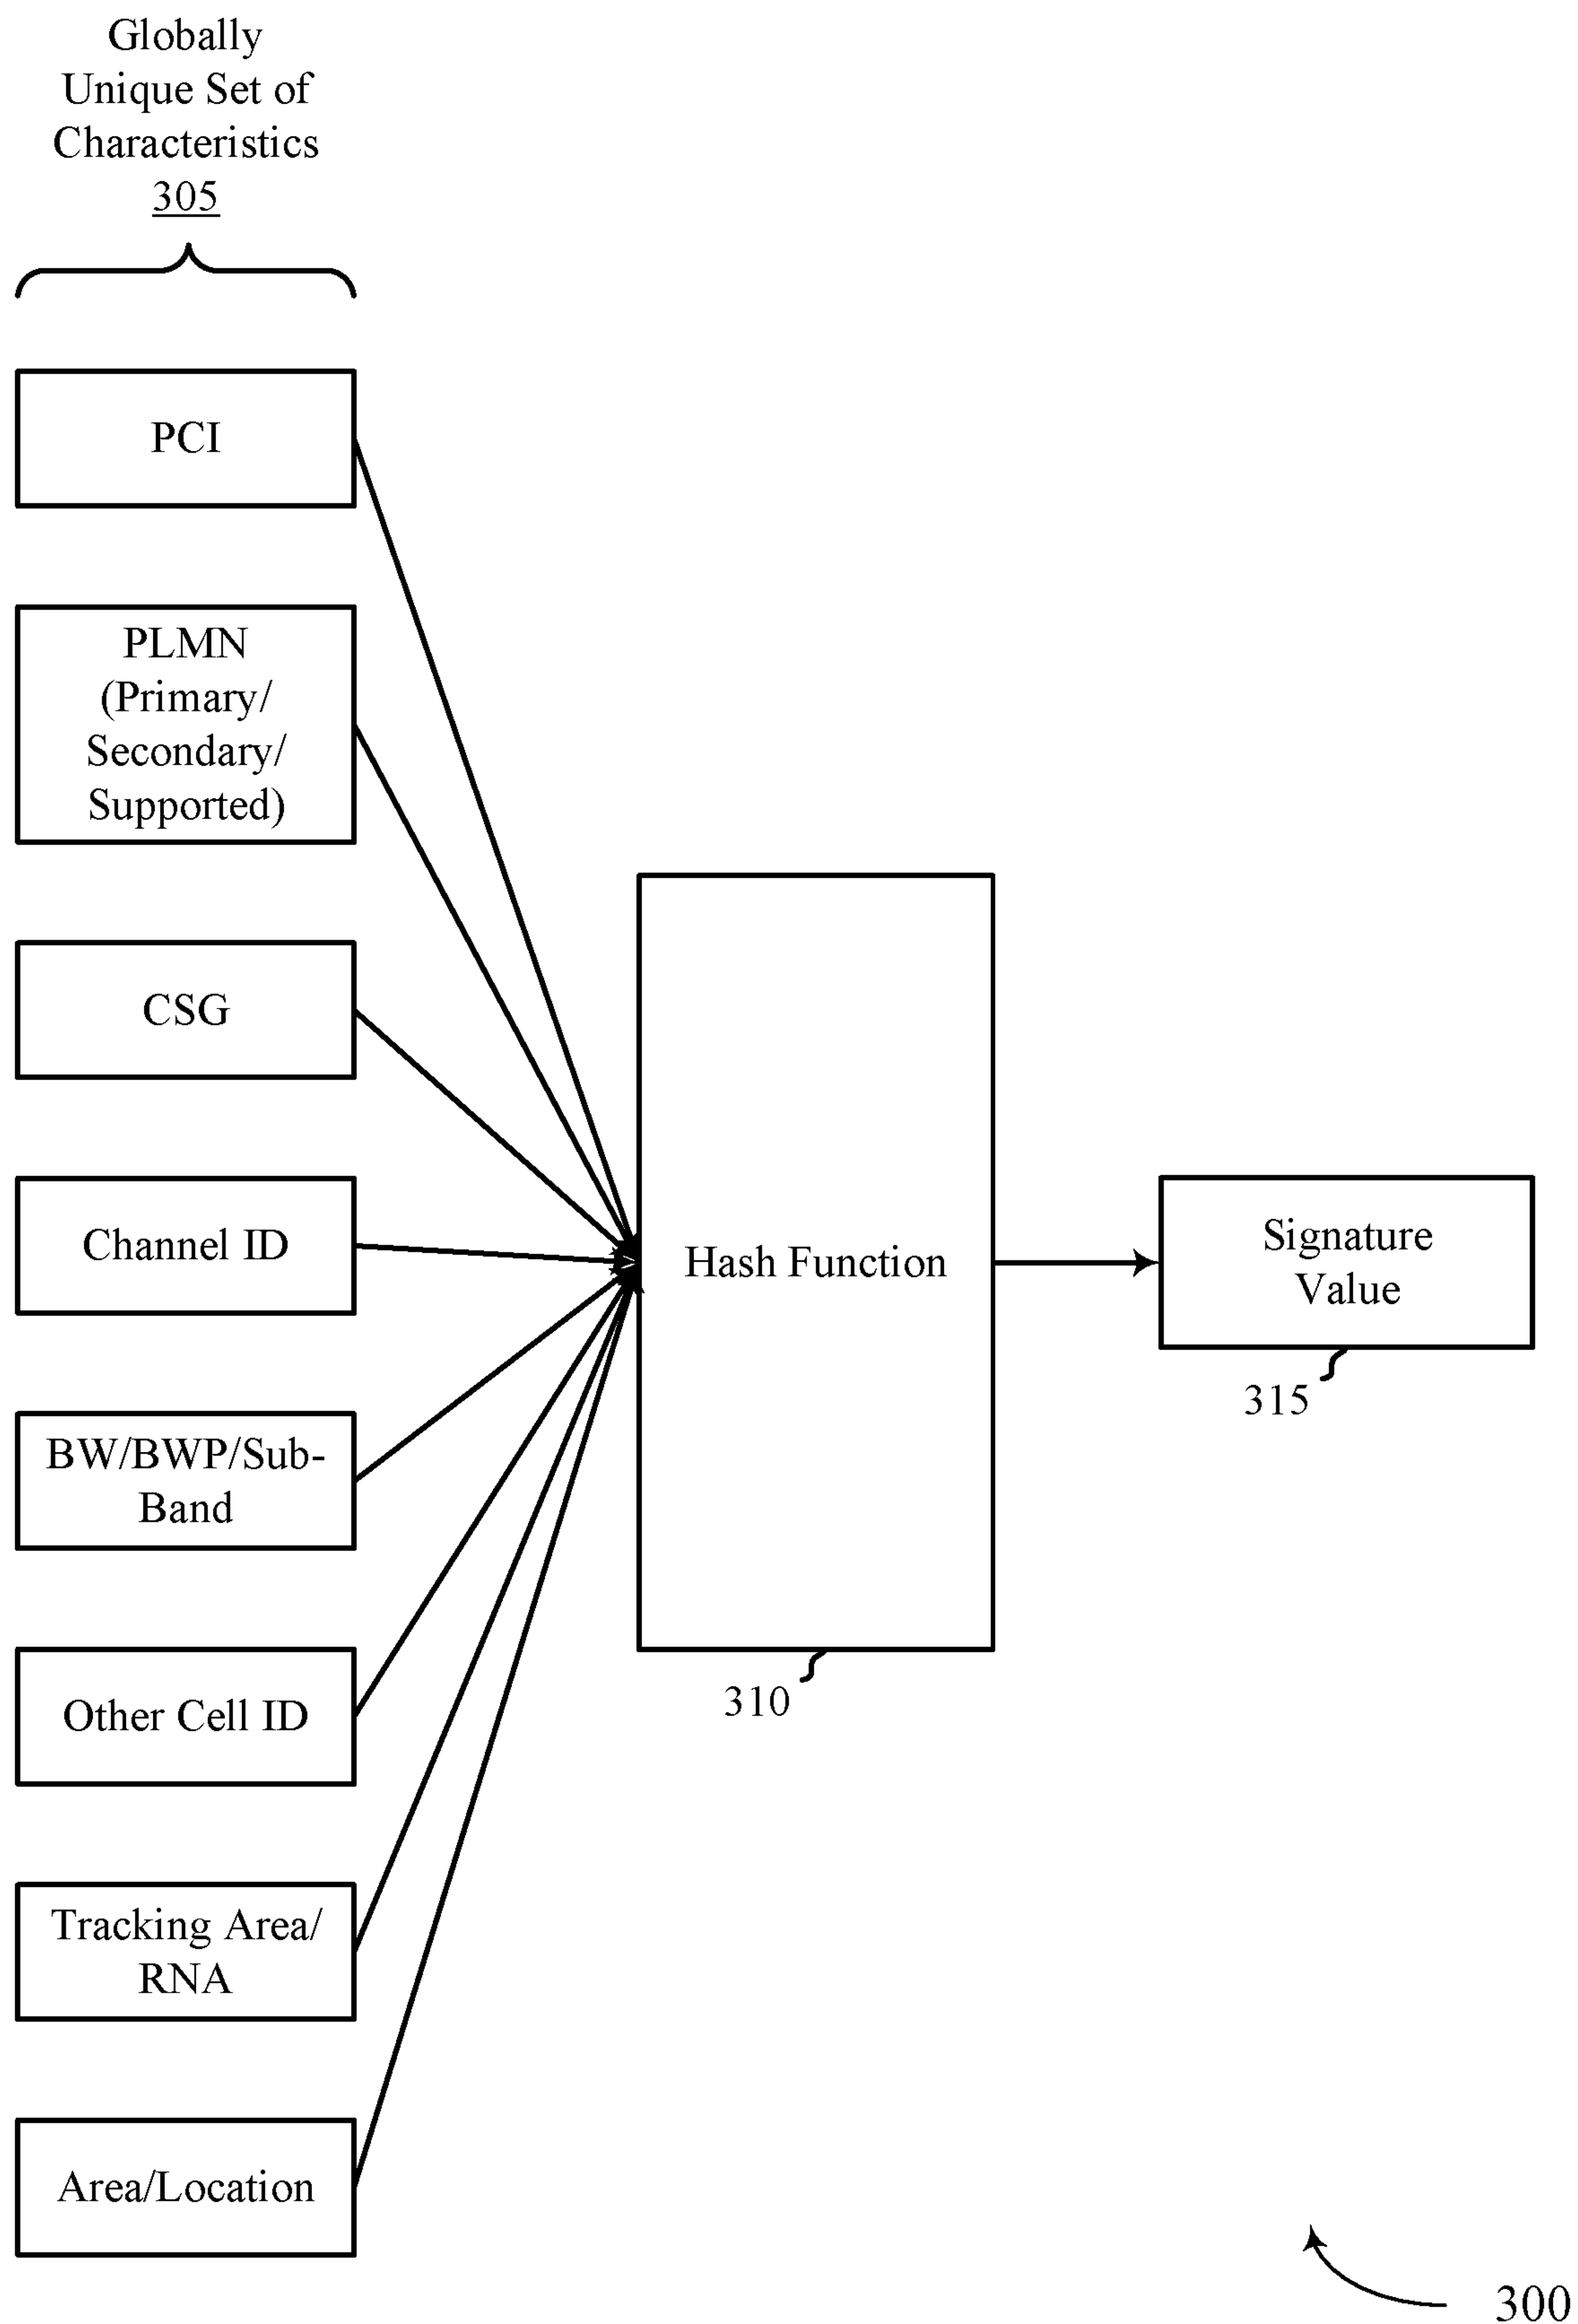 Globally
Unique Set of
Characteristics
305
PCI
PLMN
(Primary/
Secondary/
Supported)
CSG
Channel ID
BW/BWP/Sub-
Band
Other Cell ID
Tracking Area/
RNA
Area/Location
Hash Function
310
Signature
Value
315
300